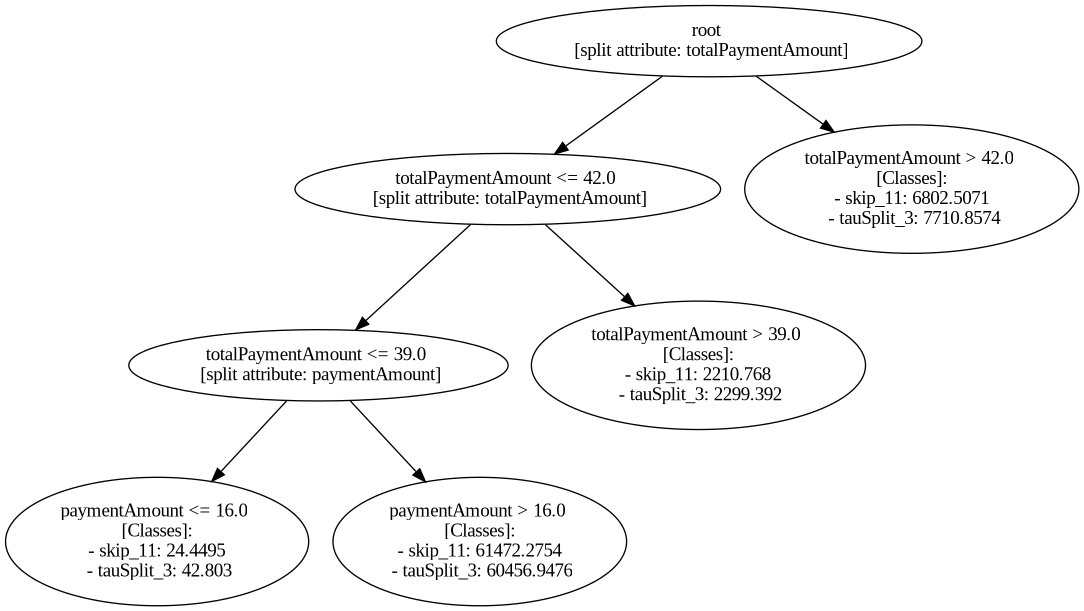 root
[split attribute: totalPaymentAmount]
totalPaymentAmount <= 42.0
[split attribute: totalPaymentAmount]
totalPaymentAmount > 42.0
[Classes]:
- skip_11: 6802.5071
- tauSplit_3: 7710.8574
totalPaymentAmount <= 39.0
[split attribute: paymentAmount]
totalPaymentAmount > 39.0
[Classes]:
- skip_11: 2210.768
- tauSplit_3: 2299.392
paymentAmount <= 16.0
[Classes]:
- skip_11: 24.4495
- tauSplit_3: 42.803
paymentAmount > 16.0
[Classes]:
- skip_11: 61472.2754
- tauSplit_3: 60456.9476